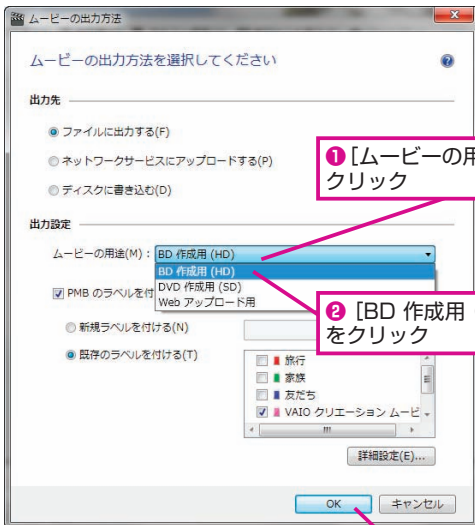 ムービーの出力方法
ムービーの出力方法を選択してください
出力先
ファイルに出力する(F)
ネットワークサービスにアップロードする(P)
ディスクに書き込む(D)
❶[ムービーの用
クリック
出力設定
ムービーの用途(M)：BD 作成用 (HD)
BD 作成用 (HD)
DVD 作成用 (SD)
Web アップロード用
PMB のラベルを付
❷ [BD 作成用
をクリック
新規ラベルを付ける(N)
既存のラベルを付ける(T)
旅行
家族
友だち
VAIO クリエーション ムービ
詳細設定(E)...
OK
キャンセル